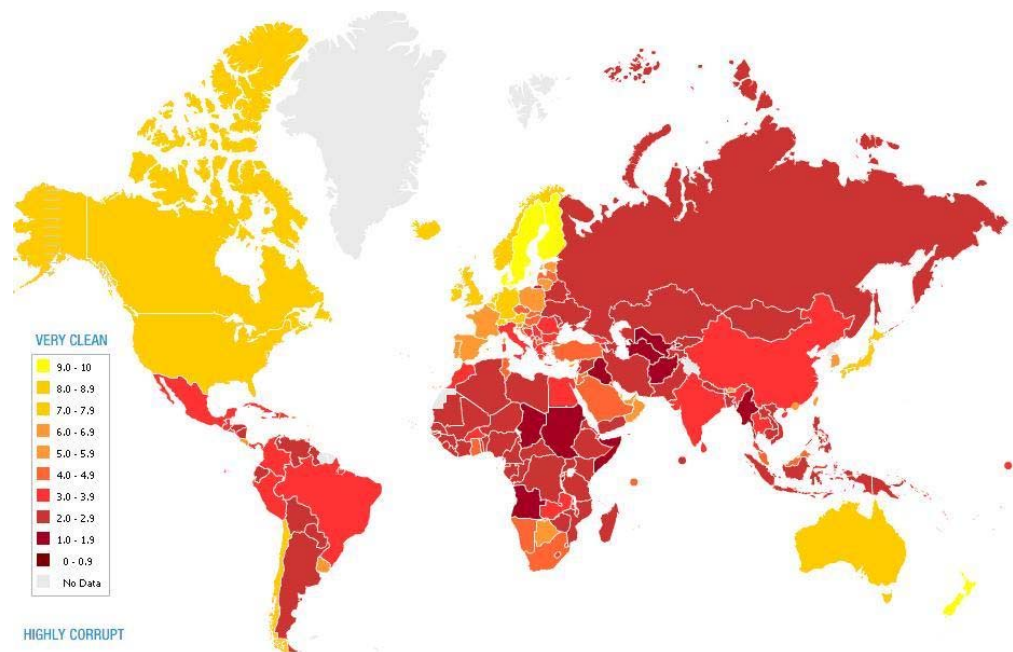 VERY CLEAN
9.0 - 10
8.0 - 8.9
7.0 - 7.9
6.0 - 6.9
5.0 - 5.9
4.0 - 4.9
3.0 - 3.9
2.0 - 2.9
1.0 - 1.9
0 - 0.9
No Data
HIGHLY CORRUPT